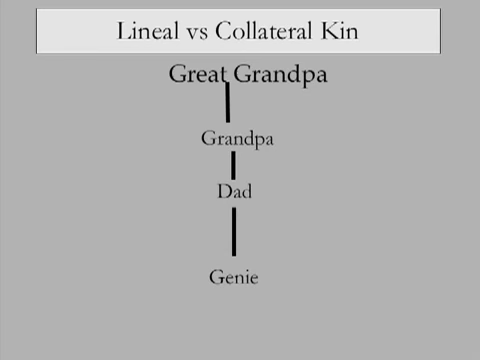 Lineal vs Collateral Kin
Great Grandpa
Grandpa
Dad
Genie